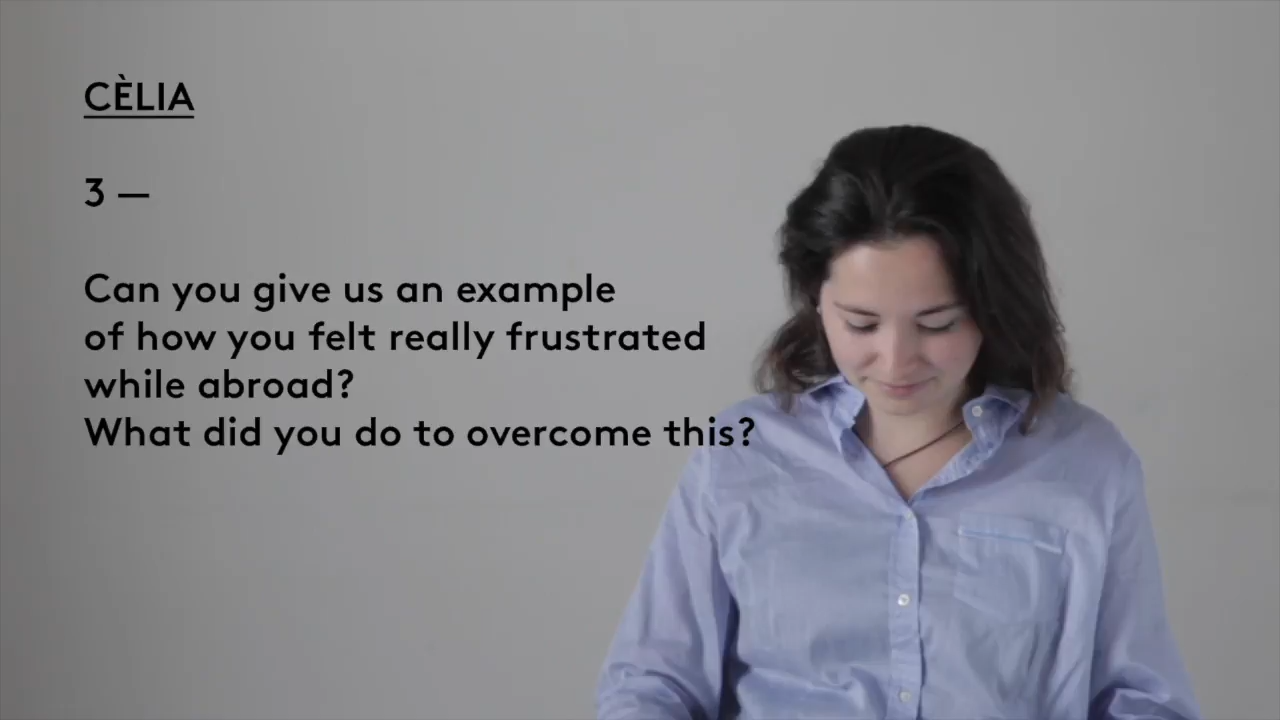 CÈLIA
3 —
Can you give us an example
of how you felt really frustrated
while abroad?
What did you do to overcome this?